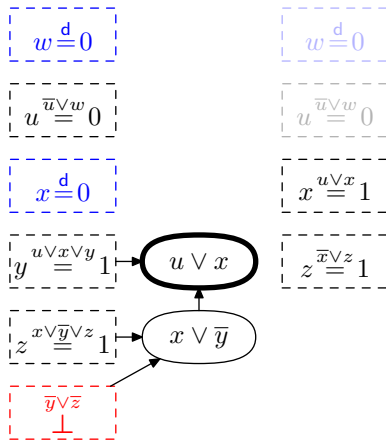 w d= 0
w d= 0
u u̅∨w= 0
u u̅∨w= 0
x d= 0
x u∨x= 1
y u∨x∨y= 1
u ∨ x
z x̅∨z= 1
z x∨y̅∨z= 1
x ∨ y̅
y̅∨z̅
⊥